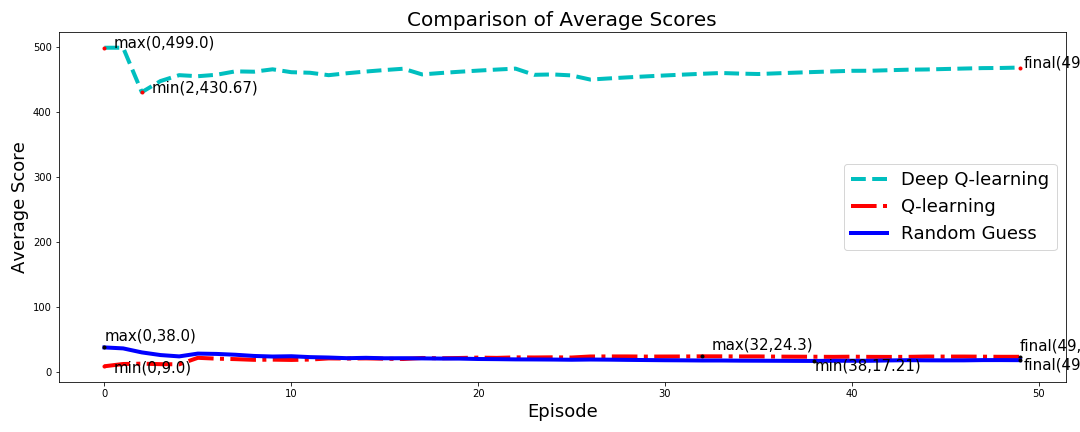 Comparison of Average Scores
500
400
300
200
100
0
Average Score
max(0,499.0)
min(2,430.67)
final(49
Deep Q-learning
Q-learning
Random Guess
max(0,38.0)
min(0,9.0)
max(32,24.3)
min(38,17.21)
final(49,
final(49
0
10
20
30
40
50
Episode